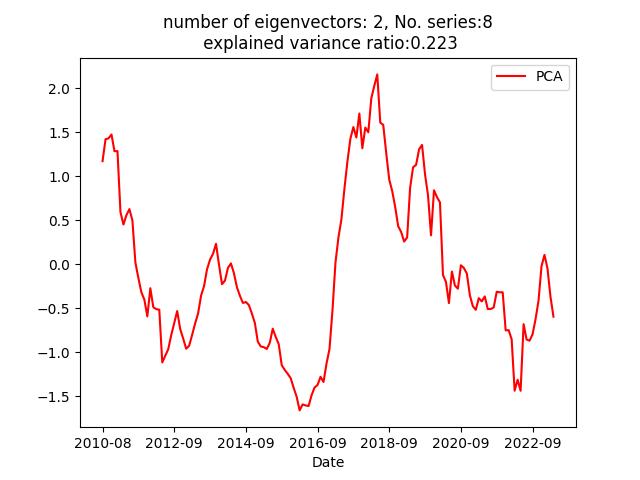 number of eigenvectors: 2, No. series:8
explained variance ratio:0.223
PCA
2.0
1.5
1.0
0.5
0.0
−0.5
−1.0
−1.5
2010-08 2012-09 2014-09 2016-09 2018-09 2020-09 2022-09
Date